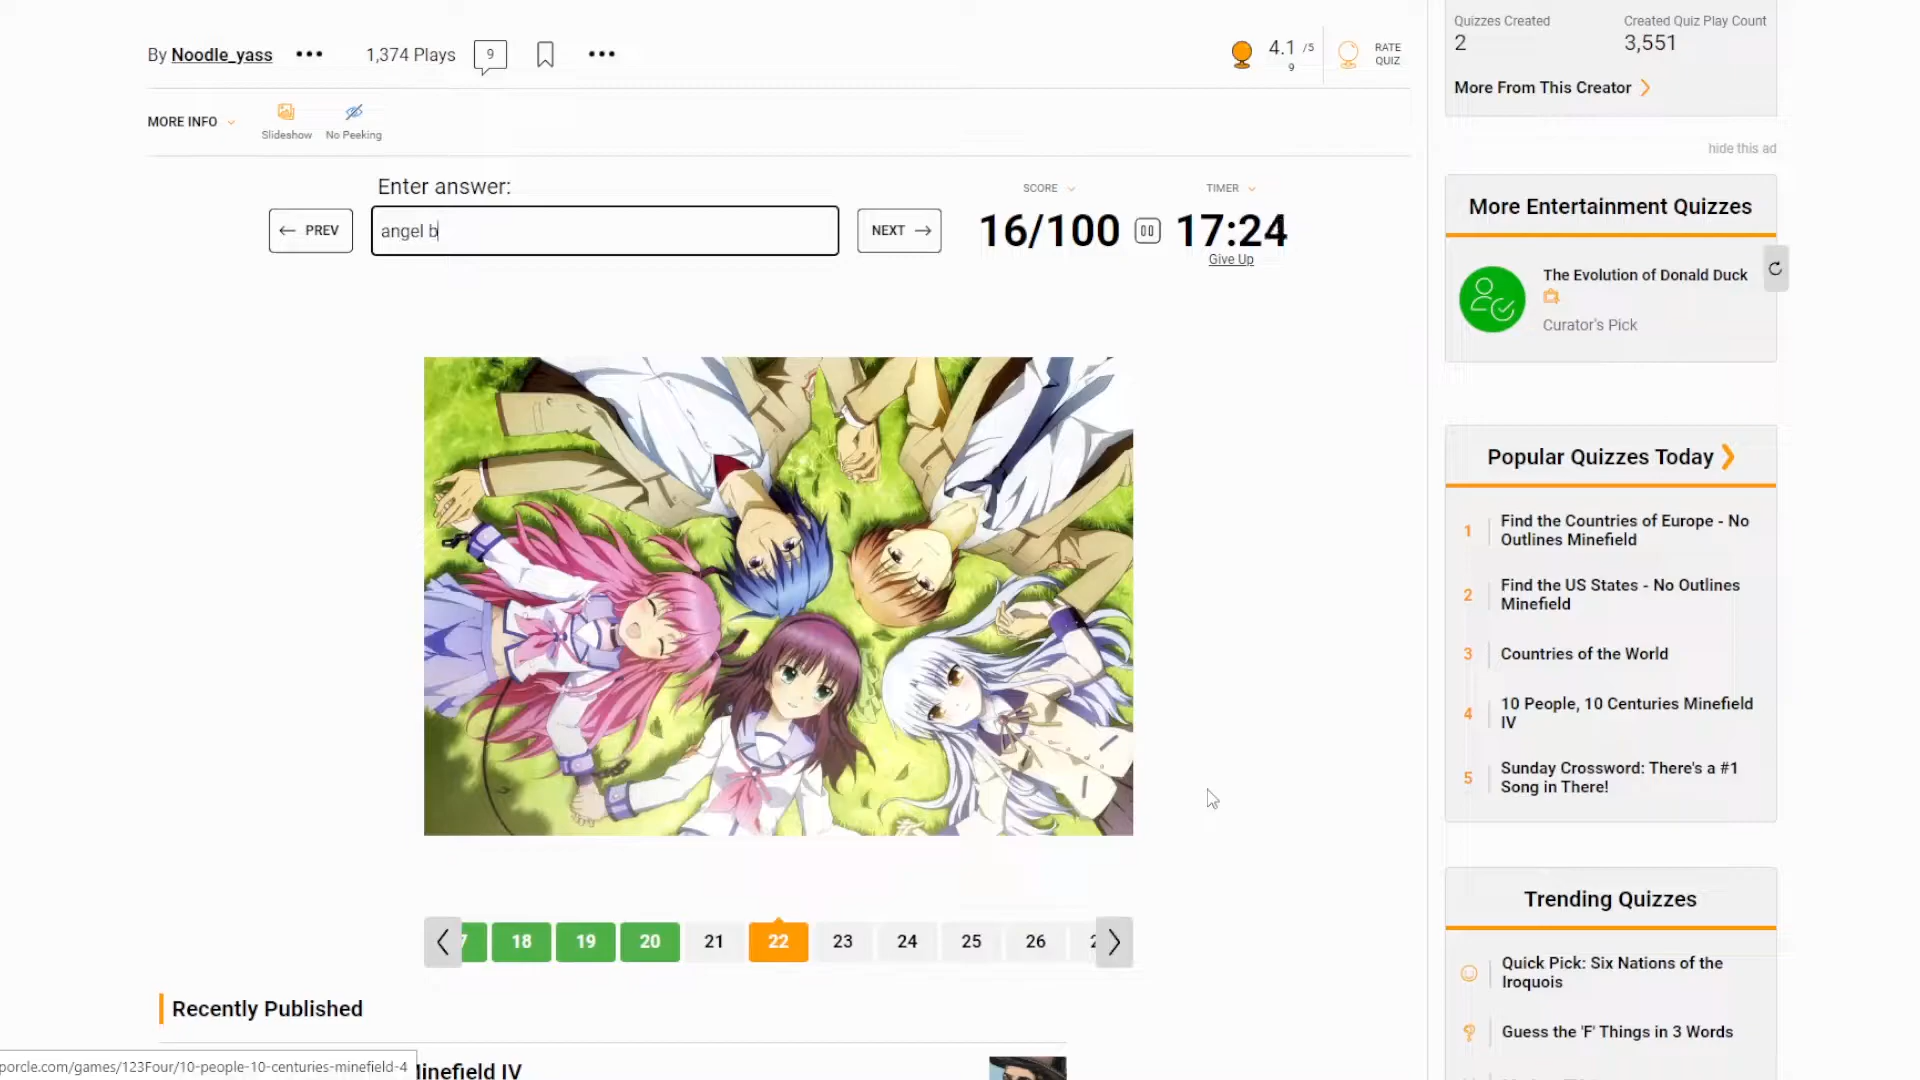 By Noodle_yass
1,374 Plays
9
4.1 /5
9
RATE
QUIZ
MORE INFO
Slideshow
No Peeking
Enter answer:
PREV
angel b
NEXT
SCORE
16/100
TIMER
17:24
Give Up
18
19
20
21
22
23
24
25
26
Recently Published
porcle.com/games/123Four/10-people-10-centuries-minefield-4
Minefield IV
Quizzes Created
2
Created Quiz Play Count
3,551
More From This Creator
hide this ad
More Entertainment Quizzes
The Evolution of Donald Duck
Curator's Pick
Popular Quizzes Today
1
Find the Countries of Europe - No
Outlines Minefield
2
Find the US States - No Outlines
Minefield
3
Countries of the World
4
10 People, 10 Centuries Minefield
IV
5
Sunday Crossword: There's a #1
Song in There!
Trending Quizzes
Quick Pick: Six Nations of the
Iroquois
Guess the 'F' Things in 3 Words